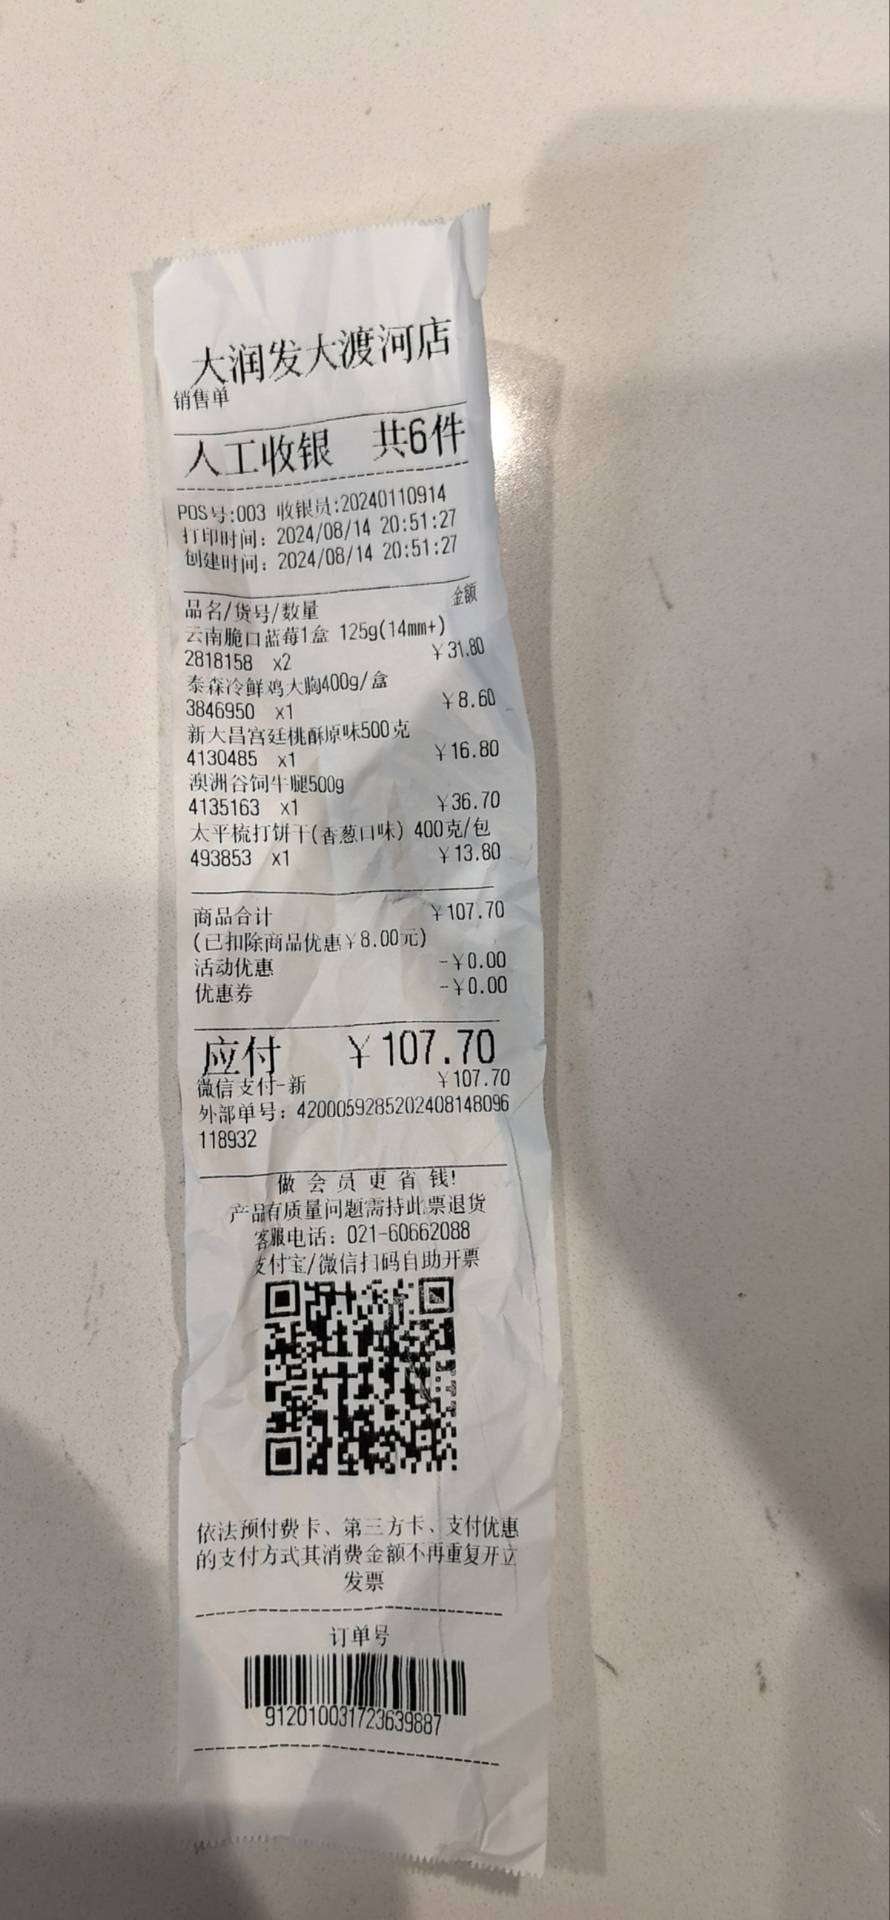 大润发大渡河店
销售单
人工收银 共6件
POS号:003 收银员:20240110914
打印时间: 2024/08/14 20:51:27
创建时间: 2024/08/14 20:51:27
品名/货号/数量 金额
云南脆口蓝莓1盒 125g(14mm+)
2818158 x2 ¥31.80
泰森冷鲜鸡大胸400g/盒
3846950 x1 ¥8.60
新大昌宫廷桃酥原味500克
4130485 x1 ¥16.80
澳洲谷饲牛腿500g
4135163 x1 ¥36.70
太平梳打饼干(香葱口味) 400克/包
493853 x1 ¥13.80
商品合计 ¥107.70
(已扣除商品优惠¥8.00元)
活动优惠 -¥0.00
优惠券 -¥0.00
应付 ¥107.70
微信支付-新 ¥107.70
外部单号: 4200059285202408148096
118932
做会员更省钱!
产品有质量问题需持此票退货
客服电话: 021-60662088
支付宝/微信扫码自助开票
依法预付费卡、第三方卡、支付优惠
的支付方式其消费金额不再重复开立
发票
订单号
912010031723639887